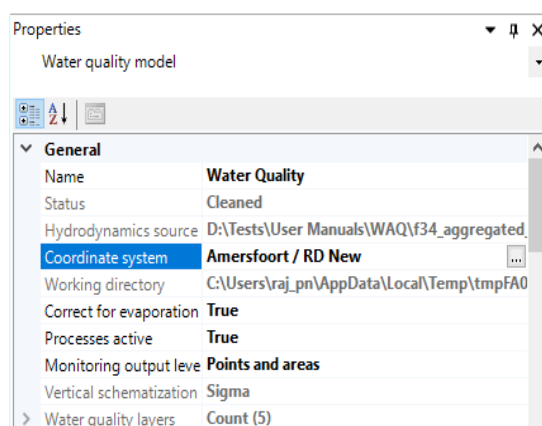 Properties
Water quality model
General
Name Water Quality
Status Cleaned
Hydrodynamics source D:\Tests\User Manuals\WAQ\f34_aggregated_
Coordinate system Amersfoort / RD New ...
Working directory C:\Users\raj_pn\AppData\Local\Temp\tmpFA0
Correct for evaporation True
Processes active True
Monitoring output leve Points and areas
Vertical schematization Sigma
Water quality layers Count (5)